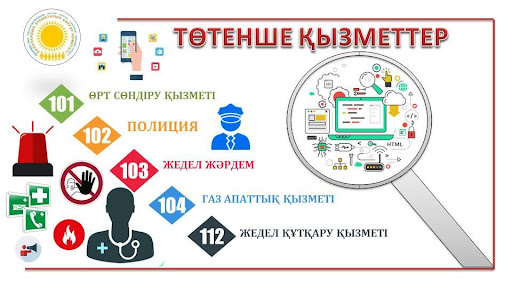 ТӨТЕНШЕ ҚЫЗМЕТТЕР
101 ӨРТ СӨНДІРУ ҚЫЗМЕТІ
102 ПОЛИЦИЯ
103 ЖЕДЕЛ ЖӘРДЕМ
104 ГАЗ АПАТТЫҚ ҚЫЗМЕТІ
112 ЖЕДЕЛ ҚҰТҚАРУ ҚЫЗМЕТІ
HTML